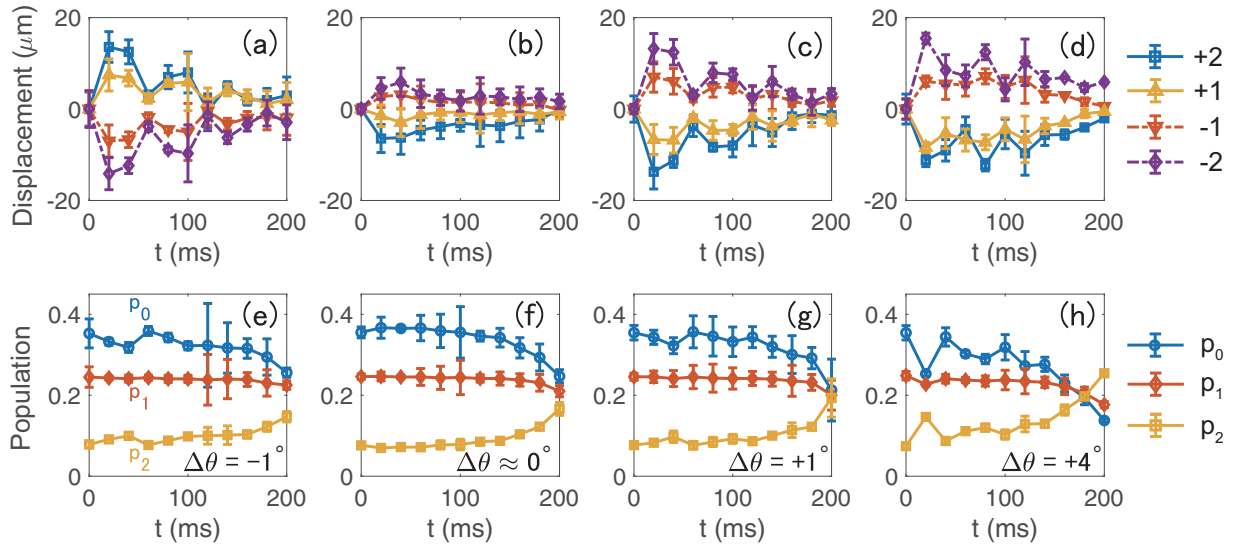 Displacement (μm)
20
0
-20
(a)
0
100
200
t (ms)
20
0
-20
(b)
0
100
200
t (ms)
20
0
-20
(c)
0
100
200
t (ms)
20
0
-20
(d)
0
100
200
t (ms)
+2
+1
-1
-2
Population
0.4
0.2
0
p0
(e)
p1
p2
Δθ = −1°
0
100
200
t (ms)
0.4
0.2
0
(f)
Δθ ≈ 0°
0
100
200
t (ms)
0.4
0.2
0
(g)
Δθ = +1°
0
100
200
t (ms)
0.4
0.2
0
(h)
Δθ = +4°
0
100
200
t (ms)
p0
p1
p2